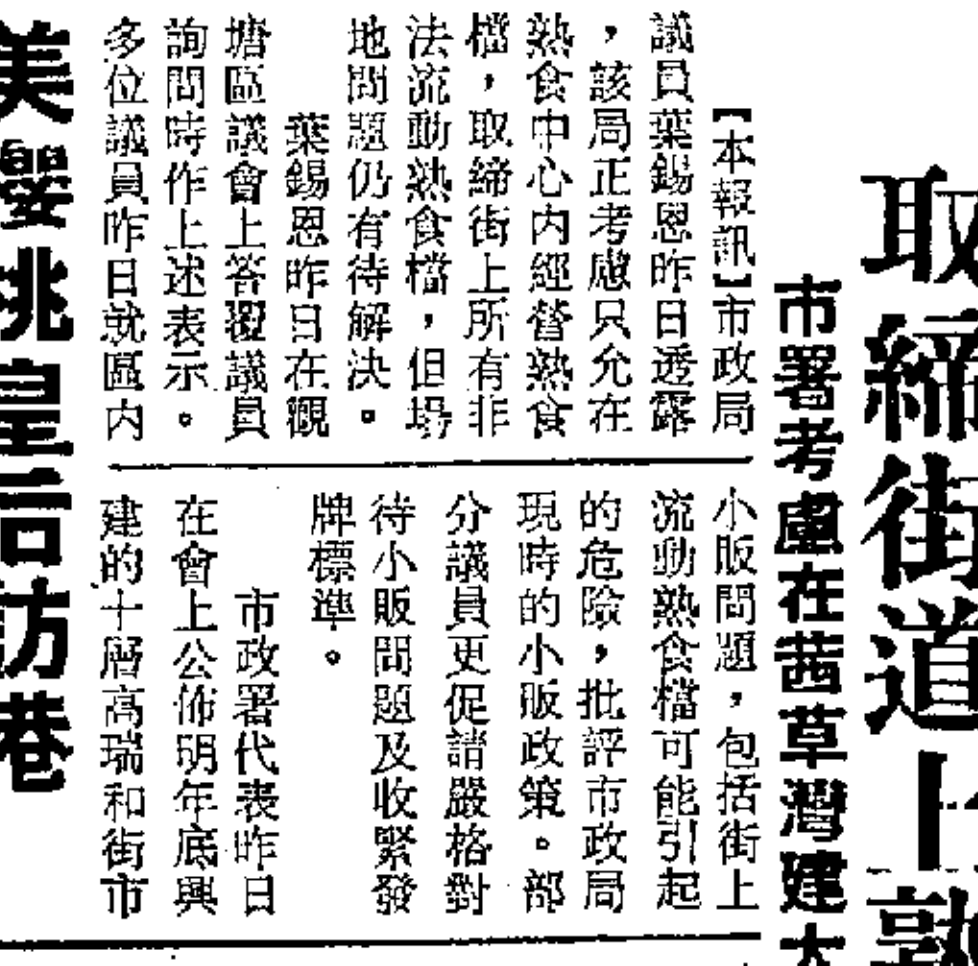 取締街道上熟
市署考慮在茜草灣建大
【本報訊】市政局
議員葉錫恩昨日透露
，該局正考慮只允在
熟食中心內經營熟食
檔，取締街上所有非
法流動熟食檔，但場
地問題仍有待解決。
葉錫恩昨日在觀
塘區議會上答覆議員
詢問時作上述表示。
多位議員昨日就區內
小販問題，包括街上
流動熟食檔可能引起
的危險，批評市政局
現時的小販政策。部
分議員更促請嚴格對
待小販問題及收緊發
牌標準。
市政署代表昨日
在會上公佈明年底興
建的十層高瑞和街市
美嬰挑皇后訪港